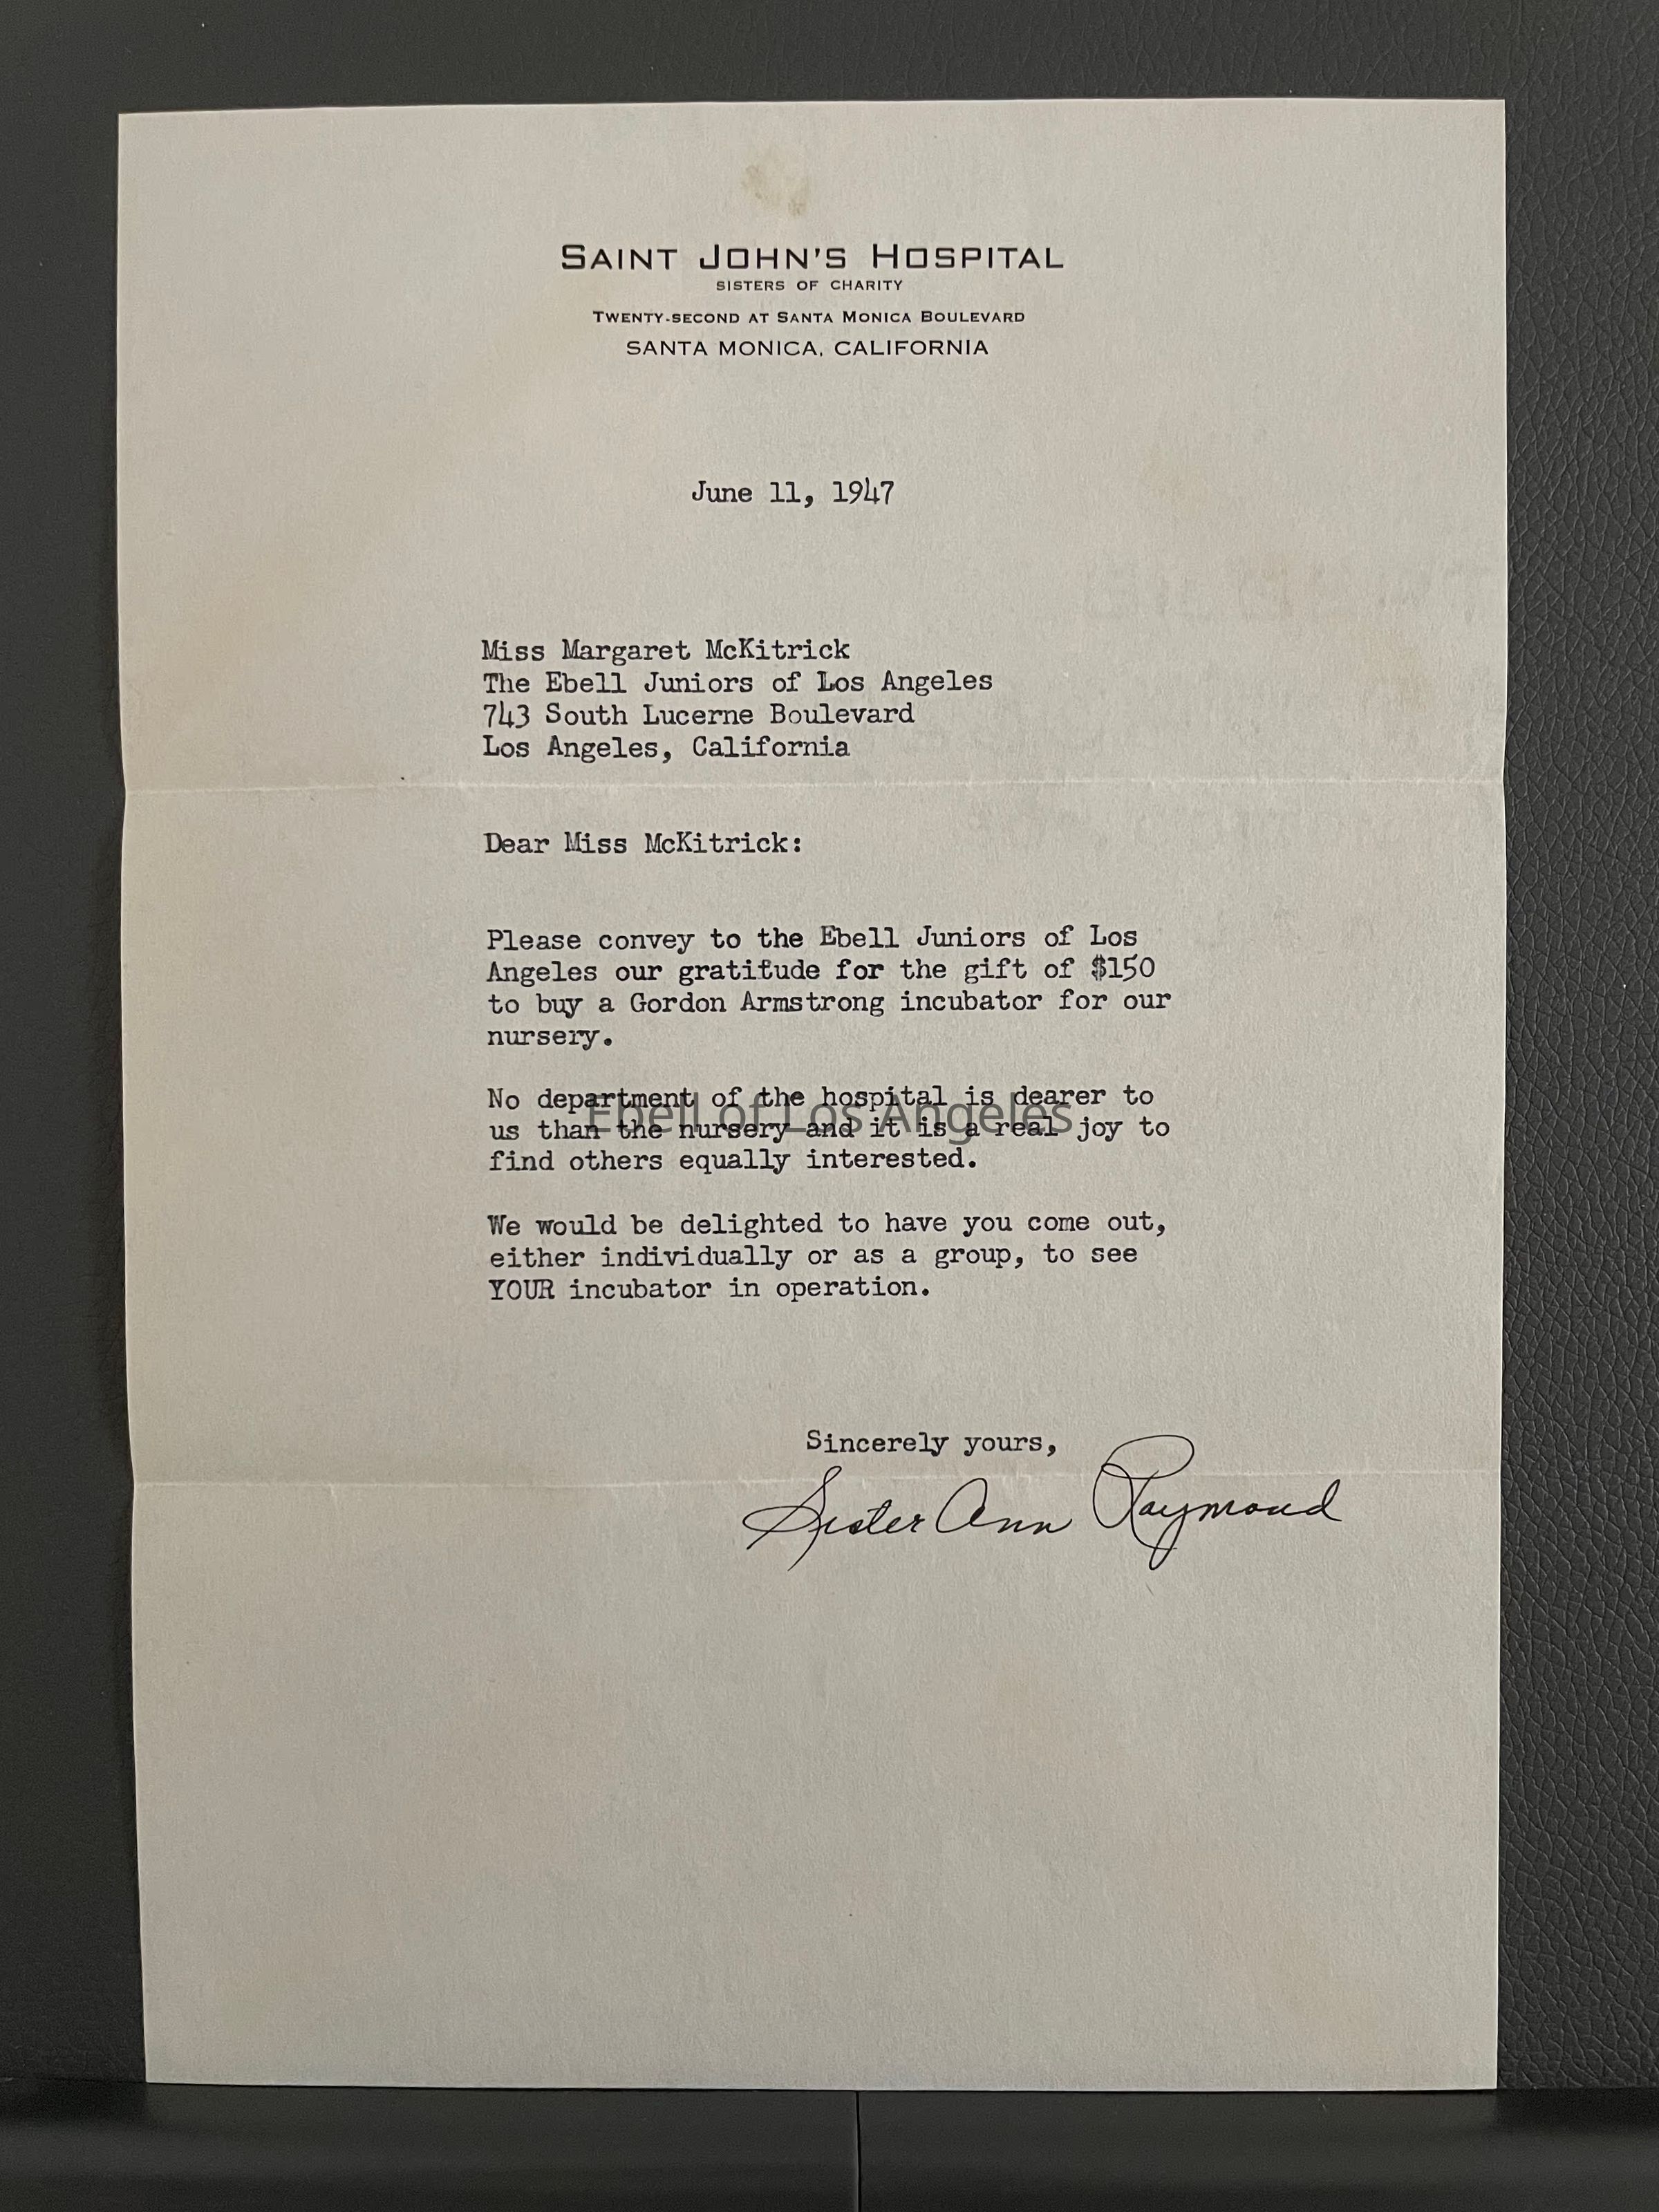 SAINT JOHN'S HOSPITAL
SISTERS OF CHARITY
TWENTY-SECOND AT SANTA MONICA BOULEVARD
SANTA MONICA, CALIFORNIA
June 11, 1947
Miss Margaret McKitrick
The Ebell Juniors of Los Angeles
743 South Lucerne Boulevard
Los Angeles, California
Dear Miss McKitrick:
Please convey to the Ebell Juniors of Los
Angeles our gratitude for the gift of $150
to buy a Gordon Armstrong incubator for our
nursery.
No department of the hospital is dearer to
Ebell of Los Angeles
us than the nursery and it is a real joy to
find others equally interested.
We would be delighted to have you come out,
either individually or as a group, to see
YOUR incubator in operation.
Sincerely yours,
Sister Ann Raymond